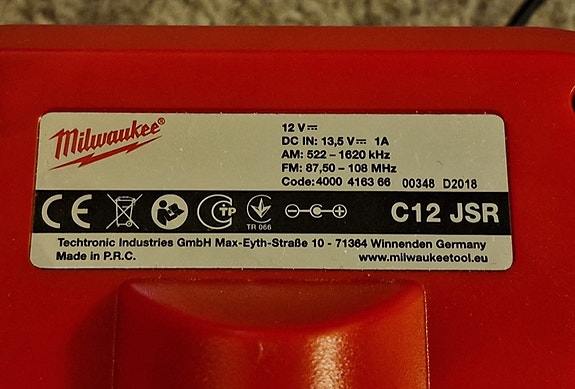 Milwaukee®
12 V⎓
DC IN: 13,5 V⎓ 1A
AM: 522 – 1620 kHz
FM: 87,50 – 108 MHz
Code: 4000 4163 66 00348 D2018
CE CTP TR 066 C12 JSR
Techtronic Industries GmbH Max-Eyth-Straße 10 - 71364 Winnenden Germany
Made in P.R.C. www.milwaukeetool.eu